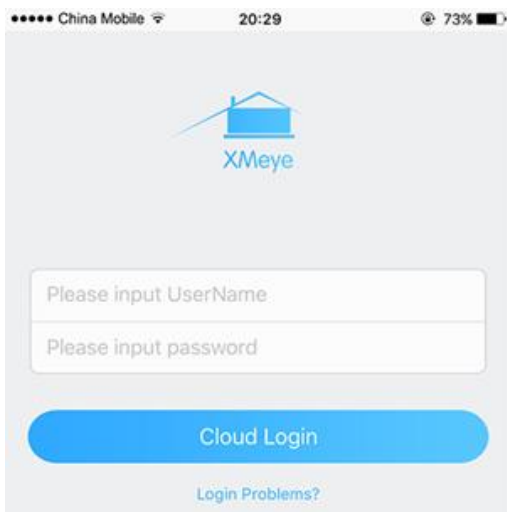 China Mobile 20:29 73%
XMeye
Please input UserName
Please input password
Cloud Login
Login Problems?